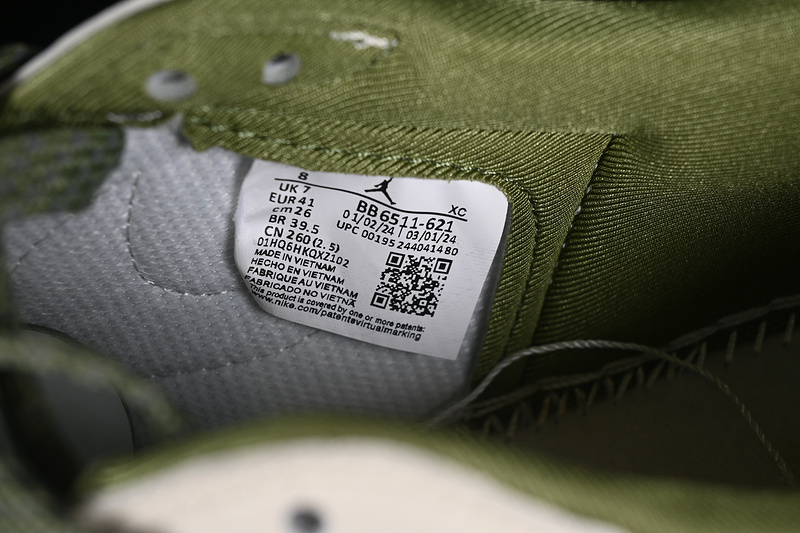 8
UK 7
EUR 41
cm 26
BR 39.5
CN 260(2.5)
01HQ6HKQXZ102
MADE IN VIETNAM
HECHO EN VIETNAM
FABRIQUE AU VIETNAM
FABRICADO NO VIETNÃ
This product is covered by one or more patents:
www.nike.com/patentsvirtualmarking
XC
BB6511-621
01/02/24 | 03/01/24
UPC 00195244041480